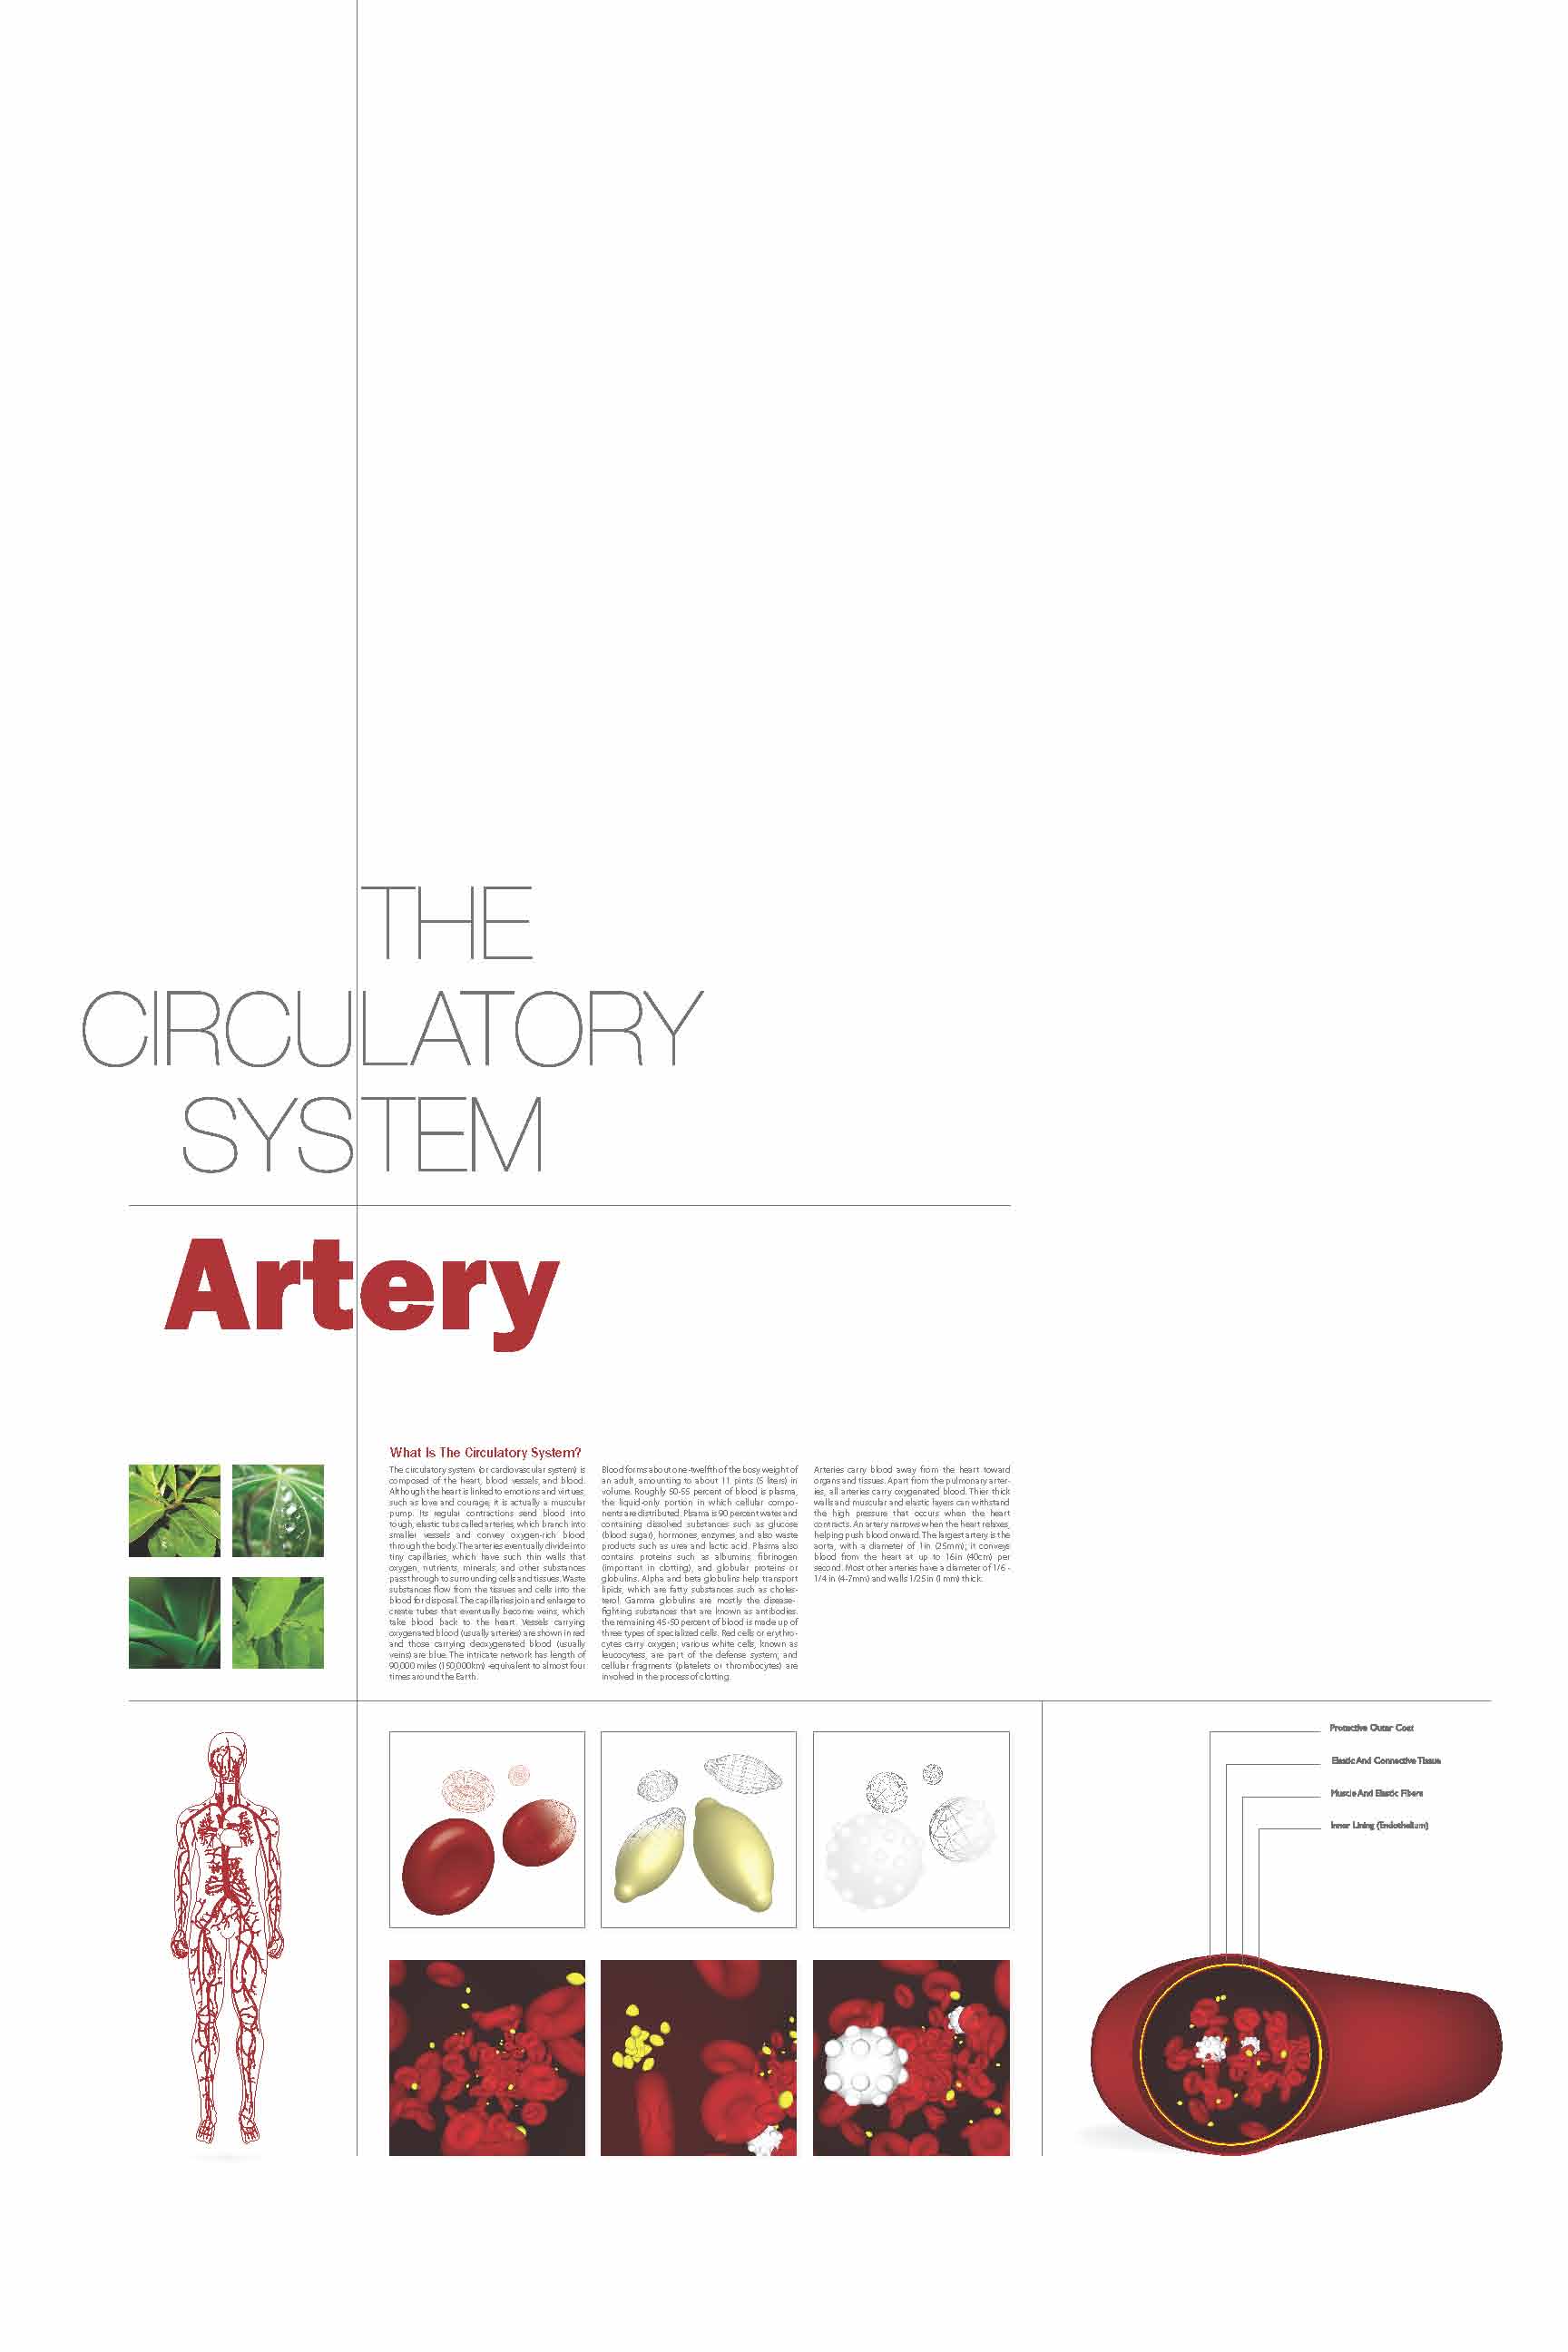 THE
CIRCULATORY
SYSTEM
Artery
What Is The Circulatory System?
The circulatory system (or cardiovascular system) is
composed of the heart, blood vessels, and blood.
Although the heart is linked to emotions and virtues,
such as love and courage, it is actually a muscular
pump. Its regular contractions send blood into
tough, elastic tubs called arteries, which branch into
smaller vessels and convey oxygen-rich blood
through the body. The arteries eventually divide into
tiny capillaries, which have such thin walls that
oxygen, nutrients, minerals, and other substances
pass through to surrounding cells and tissues. Waste
substances flow from the tissues and cells into the
blood for disposal. The capillaries join and enlarge to
create tubes that eventually become veins, which
take blood back to the heart. Vessels carrying
oxygenated blood (usually arteries) are shown in red
and those carrying deoxygenated blood (usually
veins) are blue. The intricate network has length of
90,000 miles (150,000km) -equivalent to almost four
times around the Earth.
Blood forms about one-twelfth of the bosy weight of
an adult, amounting to about 11 pints (5 liters) in
volume. Roughly 50-55 percent of blood is plasma,
the liquid-only portion in which cellular compo-
nents are distributed. Plsama is 90 percent water and
containing dissolved substances such as glucose
(blood sugar), hormones, enzymes, and also waste
products such as urea and lactic acid. Plasma also
contains proteins such as albumins, fibrinogen
(important in clotting), and globular proteins or
globulins. Alpha and beta globulins help transport
lipids, which are fatty substances such as choles-
terol. Gamma globulins are mostly the disease-
fighting substances that are known as antibodies.
the remaining 45-50 percent of blood is made up of
three types of specialized cells. Red cells or erythro-
cytes carry oxygen; various white cells, known as
leucocytess, are part of the defense system; and
cellular fragments (platelets or thrombocytes) are
involved in the process of clotting.
Arteries carry blood away from the heart toward
organs and tissues. Apart from the pulmonary arter-
ies, all arteries carry oxygenated blood. Thier thick
walls and muscular and elastic layers can withstand
the high pressure that occurs when the heart
contracts. An artery narrows when the heart relaxes,
helping push blood onward. The largest artery is the
aorta, with a diameter of 1in (25mm); it conveys
blood from the heart at up to 16in (40cm) per
second. Most other arteries have a diameter of 1/6 -
1/4 in (4-7mm) and walls 1/25in (1mm) thick.
Protective Outer Coat
Elastic And Connective Tissue
Muscle And Elastic Fibers
Inner Lining (Endothelium)